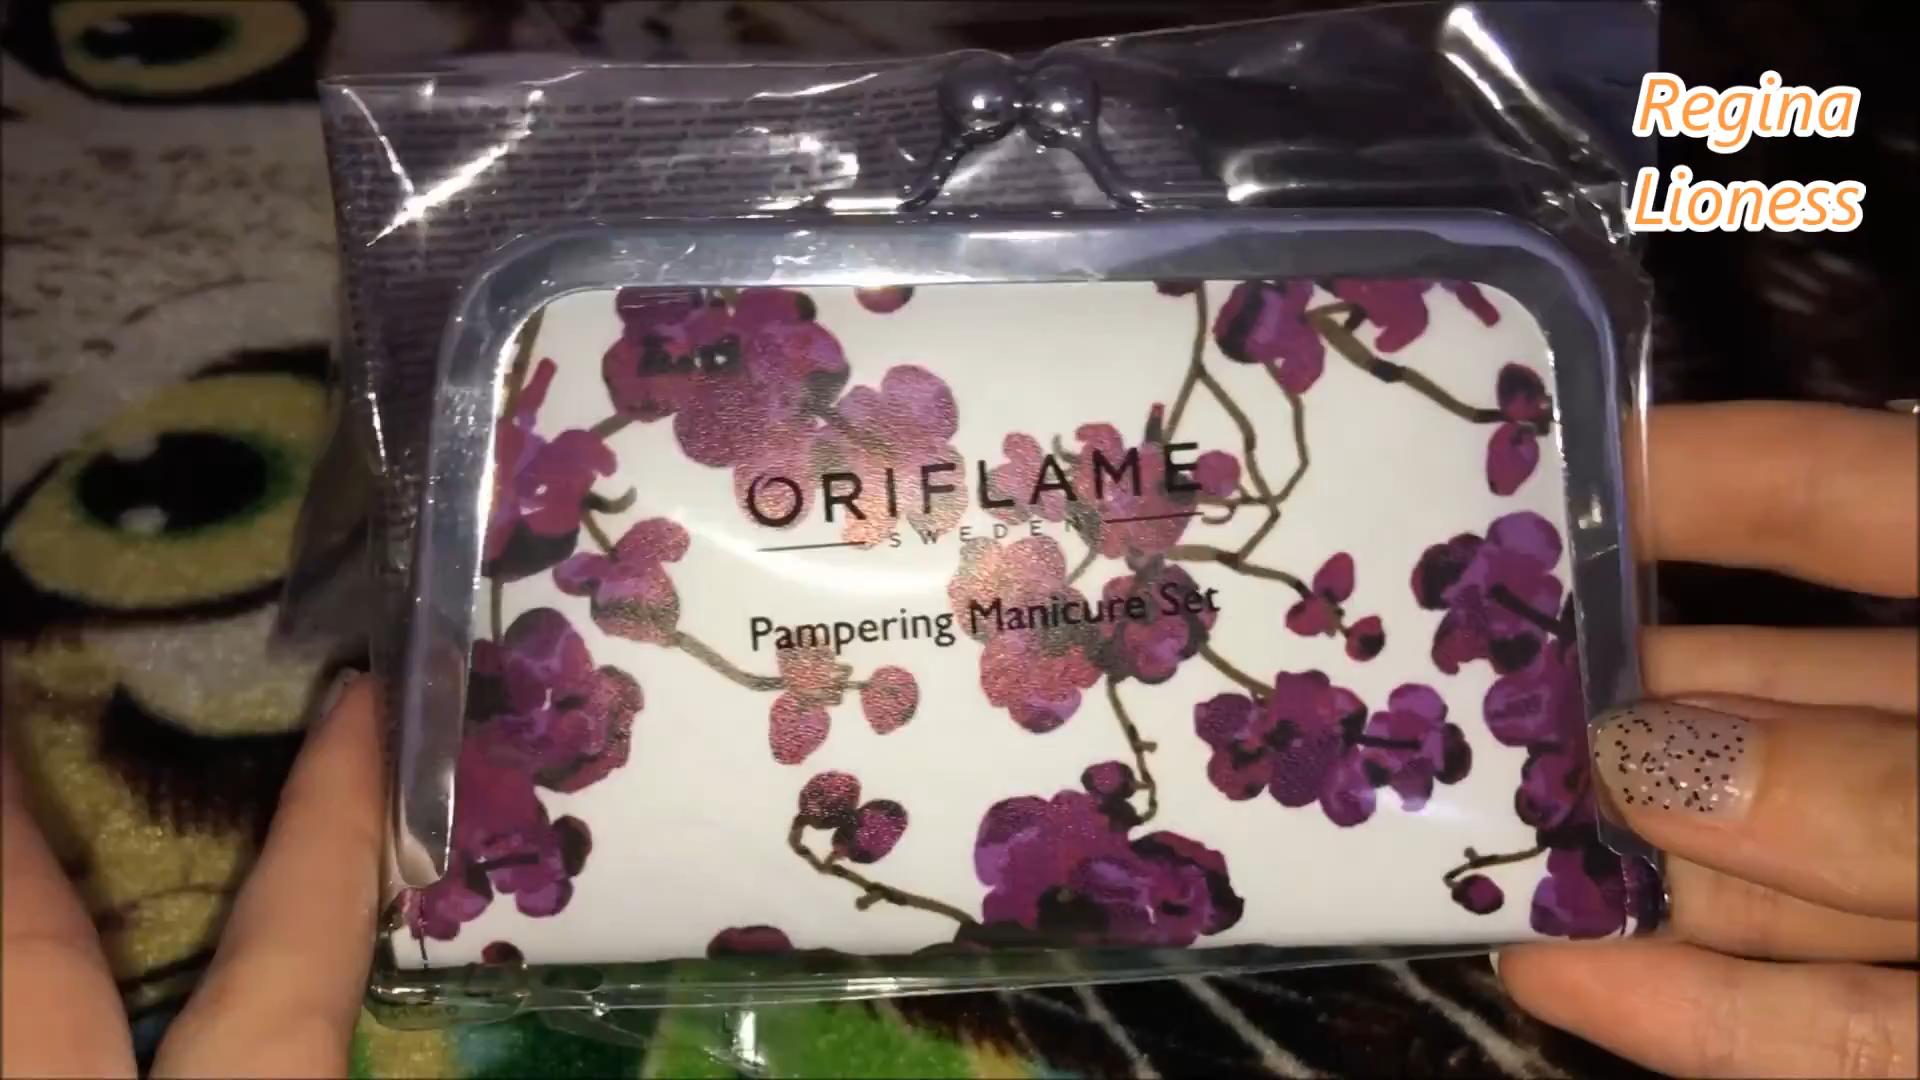 Regina
Lioness
ORIFLAME
SWEDEN
Pampering Manicure Set